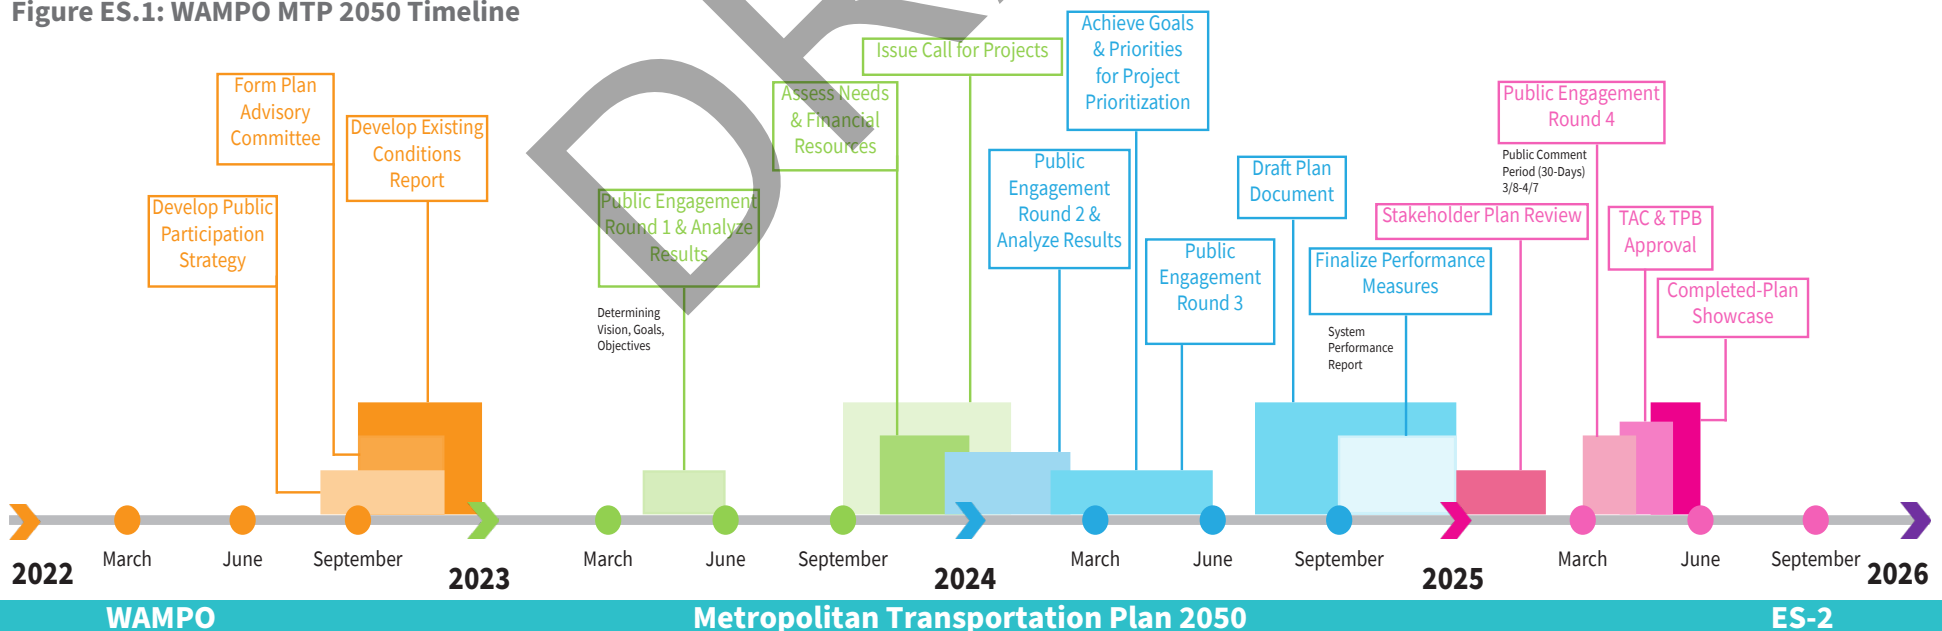 Figure ES.1: WAMPO MTP 2050 Timeline
Form Plan
Advisory
Committee
Develop Existing
Conditions
Report
Develop Public
Participation
Strategy
Public Engagement
Round 1 & Analyze
Results
Determining
Vision, Goals,
Objectives
Assess Needs
& Financial
Resources
Issue Call for Projects
Achieve Goals
& Priorities
for Project
Prioritization
Public
Engagement
Round 2 &
Analyze Results
Public
Engagement
Round 3
Draft Plan
Document
Finalize Performance
Measures
System
Performance
Report
Public Engagement
Round 4
Public Comment
Period (30-Days)
3/8-4/7
Stakeholder Plan Review
TAC & TPB
Approval
Completed-Plan
Showcase
2022 March June September 2023 March June September 2024 March June September 2025 March June September 2026
WAMPO Metropolitan Transportation Plan 2050 ES-2